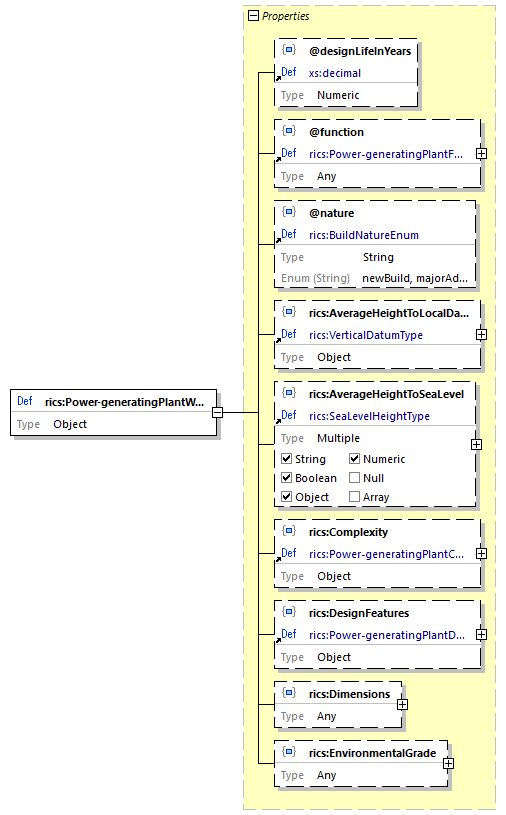 Properties
@designLifeInYears
Def xs:decimal
Type Numeric
@function
Def rics:Power-generatingPlantF...
Type Any
@nature
Def rics:BuildNatureEnum
Type String
Enum (String) newBuild, majorAd...
rics:AverageHeightToLocalDa...
Def rics:VerticalDatumType
Type Object
Def rics:Power-generatingPlantW...
Type Object
rics:AverageHeightToSeaLevel
Def rics:SeaLevelHeightType
Type Multiple
String Numeric
Boolean Null
Object Array
rics:Complexity
Def rics:Power-generatingPlantC...
Type Object
rics:DesignFeatures
Def rics:Power-generatingPlantD...
Type Object
rics:Dimensions
Type Any
rics:EnvironmentalGrade
Type Any